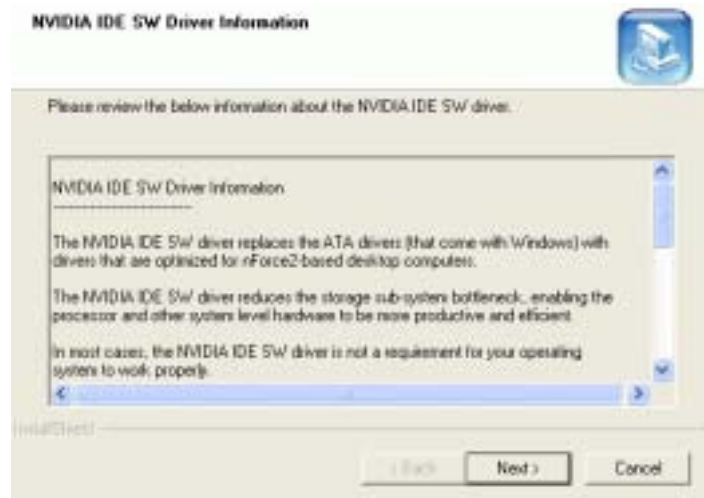 NVIDIA IDE SW Driver Information
Please review the below information about the NVIDIA IDE SW driver.
NVIDIA IDE SW Driver Information
--------------------
The NVIDIA IDE SW driver replaces the ATA drivers (that come with Windows) with
drivers that are optimized for nForce2-based desktop computers.
The NVIDIA IDE SW driver reduces the storage sub-system bottleneck, enabling the
processor and other system level hardware to be more productive and efficient
In most cases, the NVIDIA IDE SW driver is not a requirement for your operating
system to work properly.
InstallShield
< Back Next > Cancel